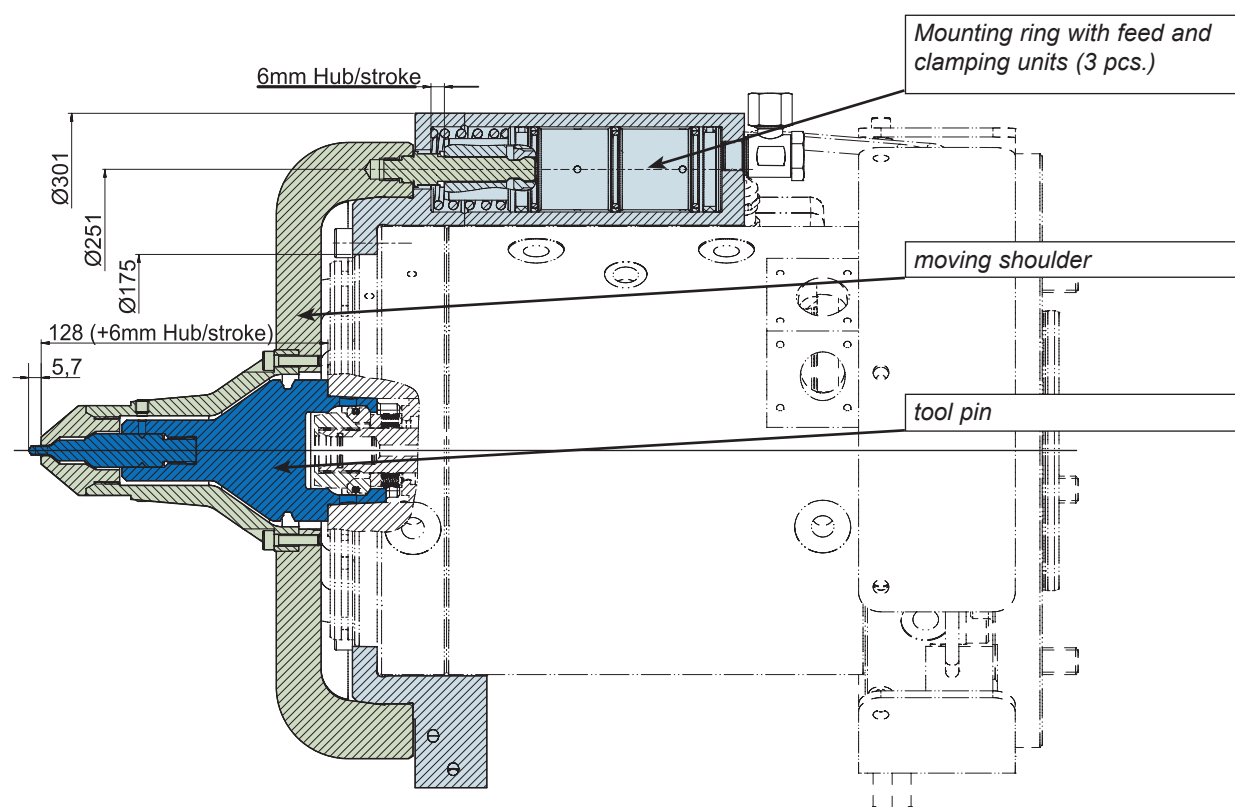 Mounting ring with feed and
clamping units (3 pcs.)
6mm Hub/stroke
Ø301
Ø251
Ø175
moving shoulder
128 (+6mm Hub/stroke)
5,7
tool pin